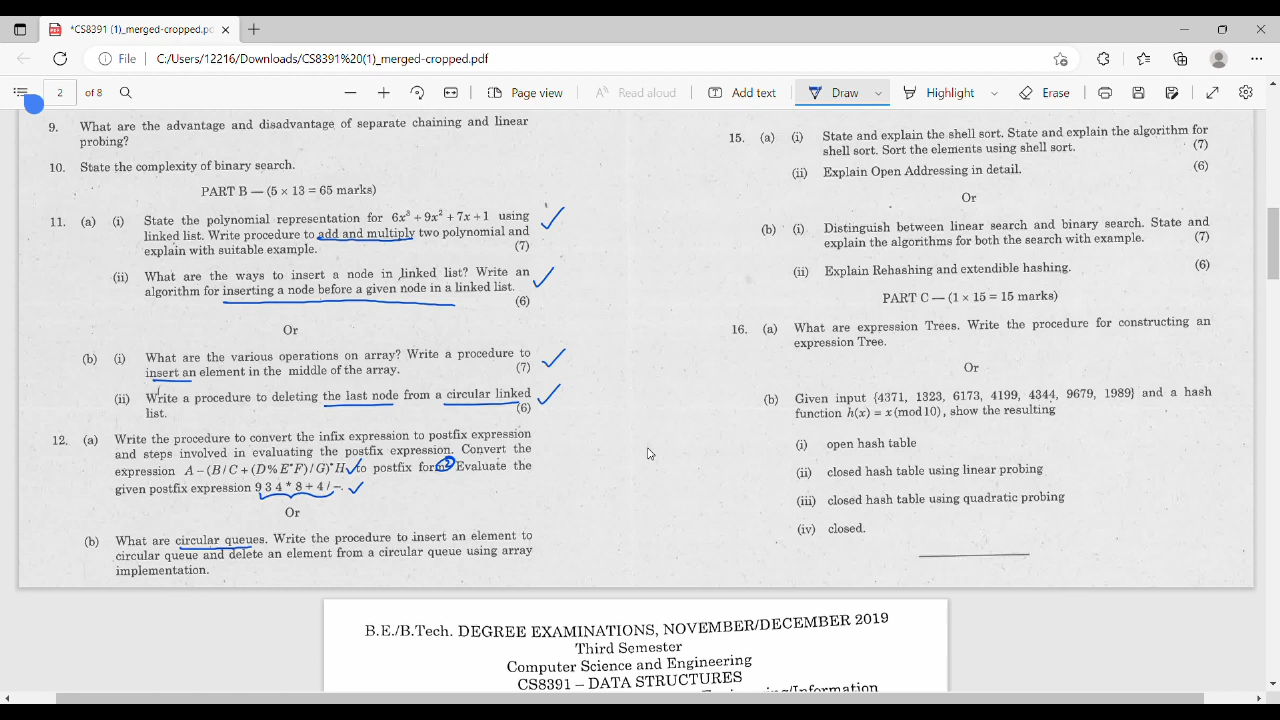 *CS8391 (1)_merged-cropped.pd
File
C:/Users/12216/Downloads/CS8391%20(1)_merged-cropped.pdf
2 of 8
Page view
Read aloud
Add text
Draw
Highlight
Erase
9. What are the advantage and disadvantage of separate chaining and linear
probing?
10. State the complexity of binary search.
PART B — (5 × 13 = 65 marks)
11. (a) (i) State the polynomial representation for 6x³ + 9x² + 7x + 1 using
linked list. Write procedure to add and multiply two polynomial and
explain with suitable example. (7)
(ii) What are the ways to insert a node in linked list? Write an
algorithm for inserting a node before a given node in a linked list.
(6)
Or
(b) (i) What are the various operations on array? Write a procedure to
insert an element in the middle of the array. (7)
(ii) Write a procedure to deleting the last node from a circular linked
list. (6)
12. (a) Write the procedure to convert the infix expression to postfix expression
and steps involved in evaluating the postfix expression. Convert the
expression A − (B / C + (D % E * F) / G) * H to postfix form. Evaluate the
given postfix expression 9 3 4 * 8 + 4 / −.
Or
(b) What are circular queues. Write the procedure to insert an element to
circular queue and delete an element from a circular queue using array
implementation.
15. (a) (i) State and explain the shell sort. State and explain the algorithm for
shell sort. Sort the elements using shell sort. (7)
(ii) Explain Open Addressing in detail. (6)
Or
(b) (i) Distinguish between linear search and binary search. State and
explain the algorithms for both the search with example. (7)
(ii) Explain Rehashing and extendible hashing. (6)
PART C — (1 × 15 = 15 marks)
16. (a) What are expression Trees. Write the procedure for constructing an
expression Tree.
Or
(b) Given input {4371, 1323, 6173, 4199, 4344, 9679, 1989} and a hash
function h(x) = x (mod 10), show the resulting
(i) open hash table
(ii) closed hash table using linear probing
(iii) closed hash table using quadratic probing
(iv) closed.
B.E./B.Tech. DEGREE EXAMINATIONS, NOVEMBER/DECEMBER 2019
Third Semester
Computer Science and Engineering
CS8391 – DATA STRUCTURES
Engineering/Information